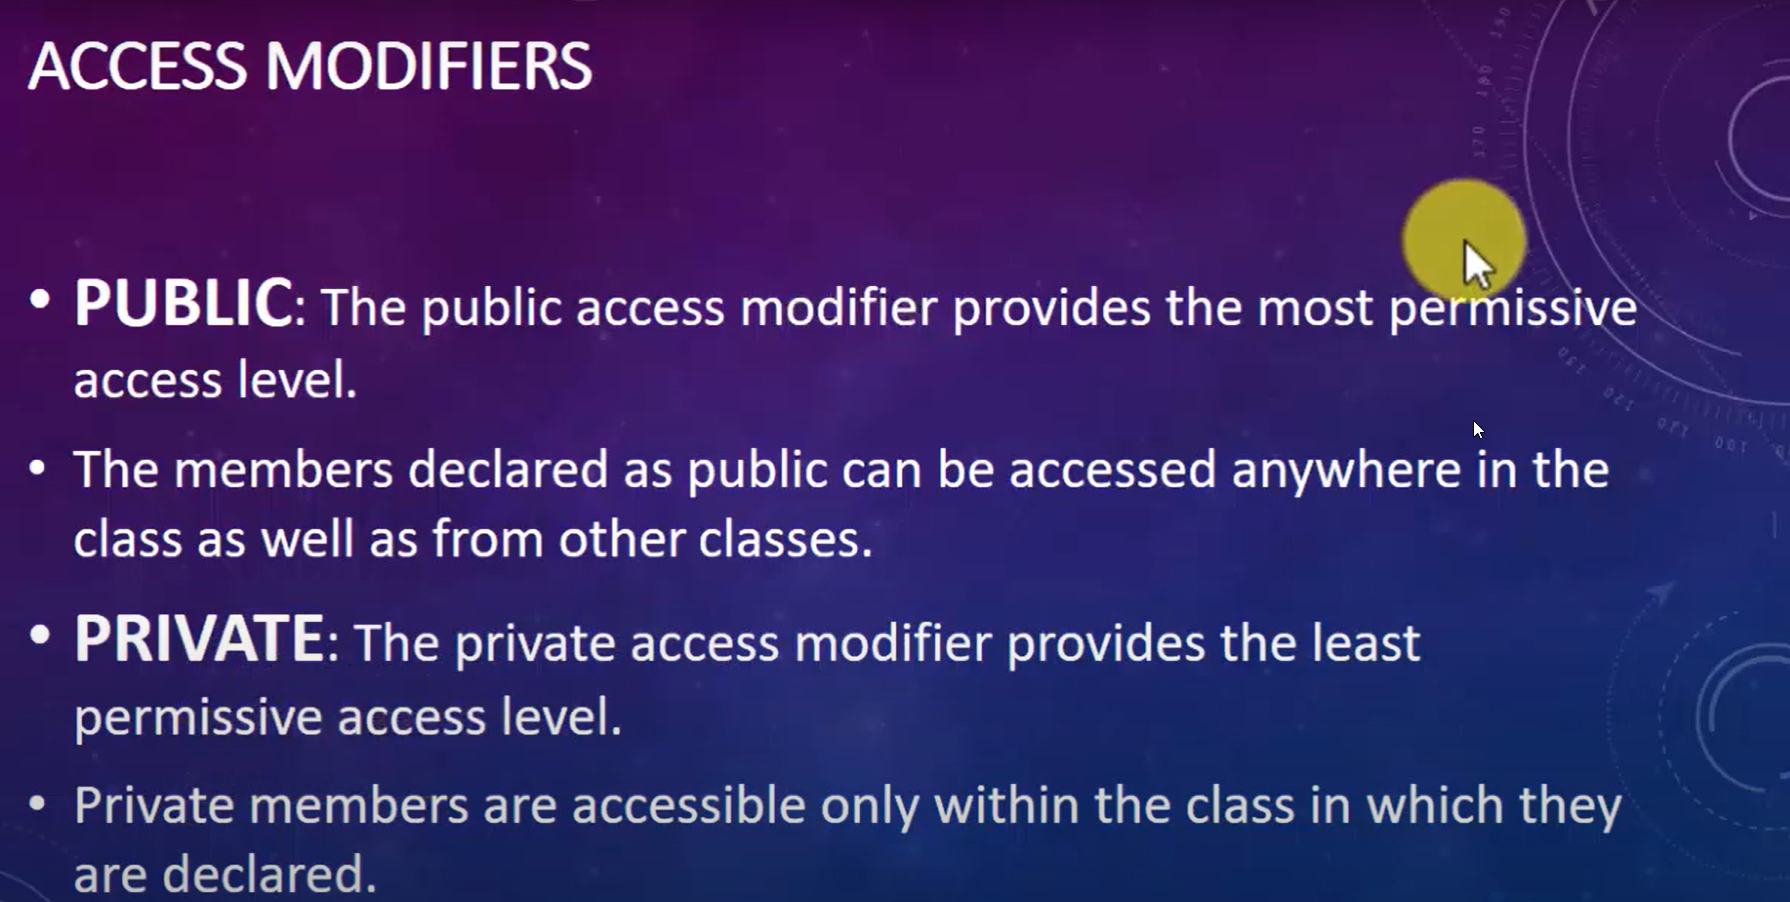 ACCESS MODIFIERS
• PUBLIC: The public access modifier provides the most permissive
access level.
• The members declared as public can be accessed anywhere in the
class as well as from other classes.
• PRIVATE: The private access modifier provides the least
permissive access level.
• Private members are accessible only within the class in which they
are declared.